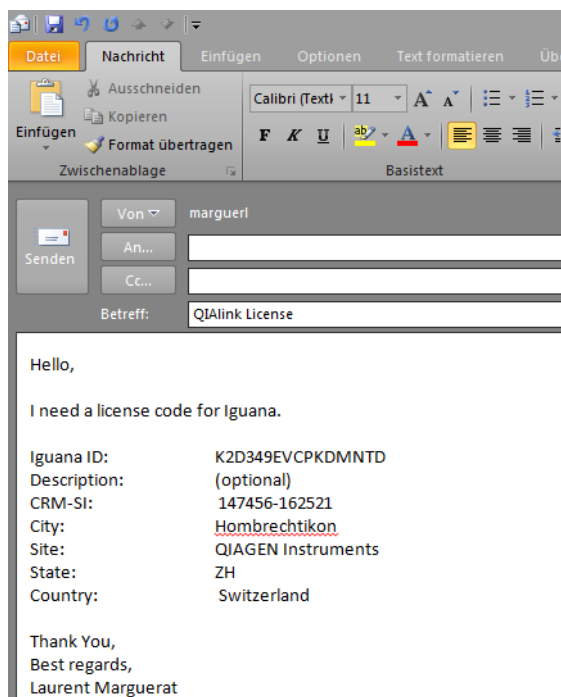 Datei Nachricht Einfügen Optionen Text formatieren
Ausschneiden
Kopieren
Format übertragen
Einfügen
Zwischenablage
Calibri (Textk 11
F K U
Basistext
Senden
Von marguerl
An...
Cc...
Betreff: QIAlink License
Hello,
I need a license code for Iguana.
Iguana ID: K2D349EVCPKDMNTD
Description: (optional)
CRM-SI: 147456-162521
City: Hombrechtikon
Site: QIAGEN Instruments
State: ZH
Country: Switzerland
Thank You,
Best regards,
Laurent Marguerat